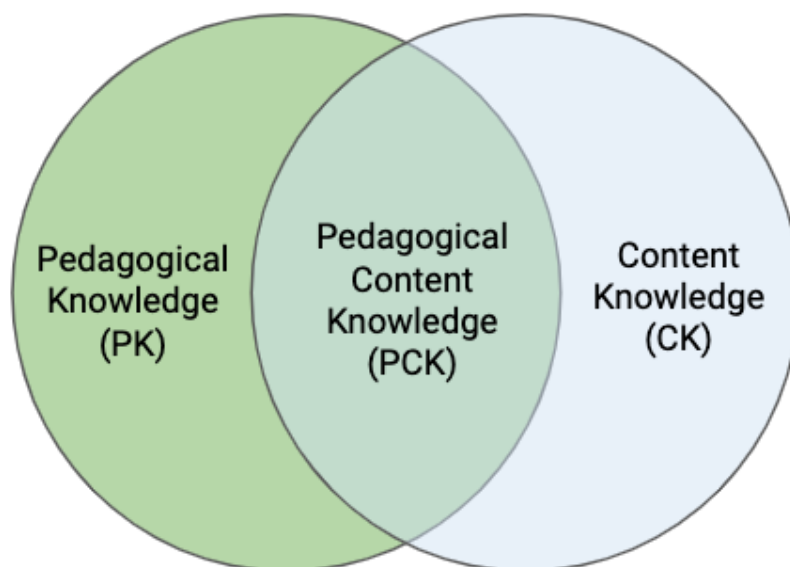 Pedagogical
Knowledge
(PK)
Pedagogical
Content
Knowledge
(PCK)
Content
Knowledge
(CK)